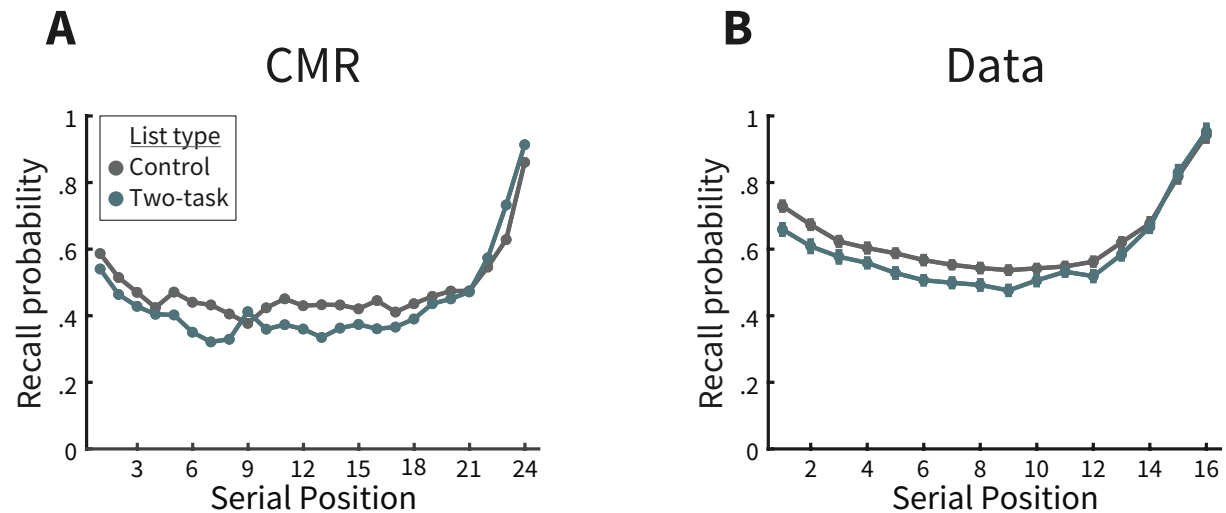 A
CMR
Recall probability
1
.8
.6
.4
.2
0
List type
Control
Two-task
3 6 9 12 15 18 21 24
Serial Position
B
Data
Recall probability
1
.8
.6
.4
.2
0
2 4 6 8 10 12 14 16
Serial Position